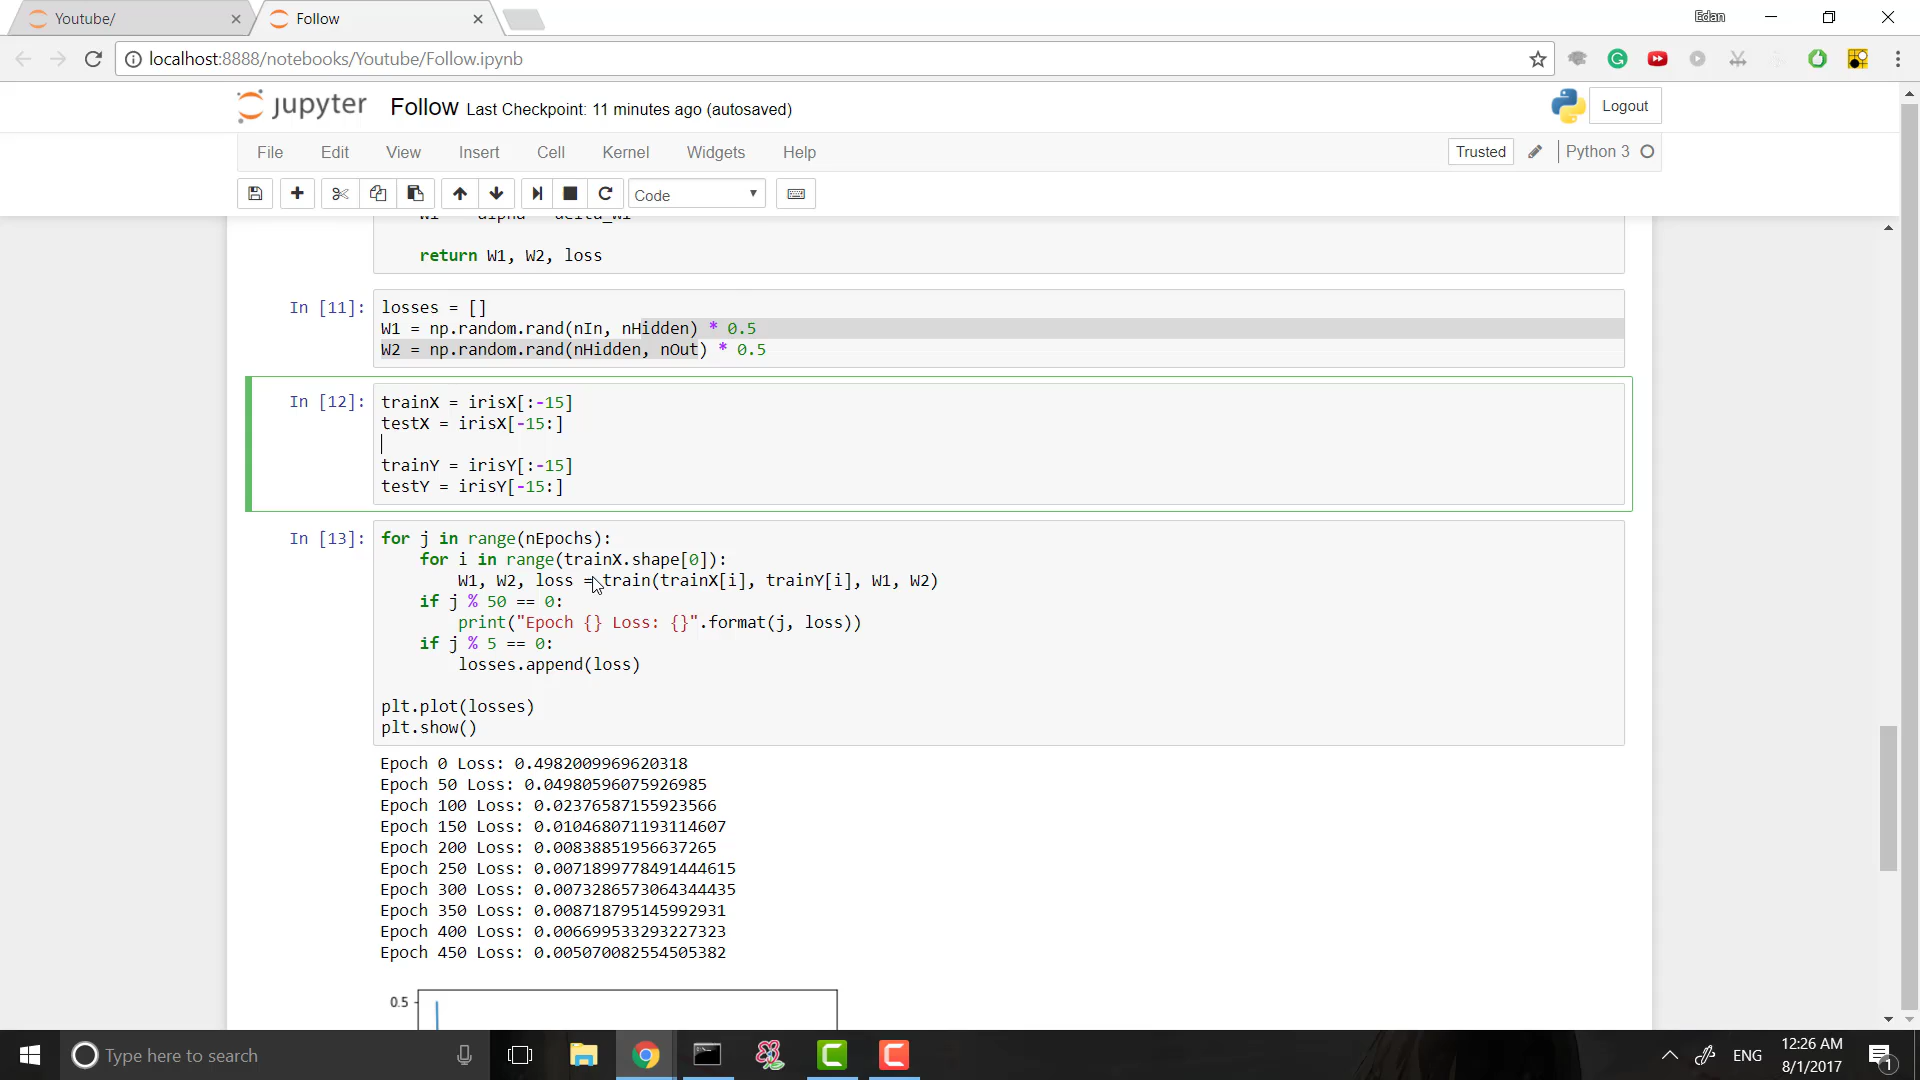 Youtube/
Follow
Edan
localhost:8888/notebooks/Youtube/Follow.ipynb
jupyter Follow Last Checkpoint: 11 minutes ago (autosaved)
Logout
File Edit View Insert Cell Kernel Widgets Help
Trusted
Python 3
Code
return W1, W2, loss
In [11]:
losses = []
W1 = np.random.rand(nIn, nHidden) * 0.5
W2 = np.random.rand(nHidden, nOut) * 0.5
In [12]:
trainX = irisX[:-15]
testX = irisX[-15:]
trainY = irisY[:-15]
testY = irisY[-15:]
In [13]:
for j in range(nEpochs):
    for i in range(trainX.shape[0]):
        W1, W2, loss = train(trainX[i], trainY[i], W1, W2)
    if j % 50 == 0:
        print("Epoch {} Loss: {}".format(j, loss))
    if j % 5 == 0:
        losses.append(loss)
plt.plot(losses)
plt.show()
Epoch 0 Loss: 0.4982009969620318
Epoch 50 Loss: 0.04980596075926985
Epoch 100 Loss: 0.02376587155923566
Epoch 150 Loss: 0.010468071193114607
Epoch 200 Loss: 0.00838851956637265
Epoch 250 Loss: 0.0071899778491444615
Epoch 300 Loss: 0.0073286573064344435
Epoch 350 Loss: 0.008718795145992931
Epoch 400 Loss: 0.006699533293227323
Epoch 450 Loss: 0.005070082554505382
0.5
Type here to search
ENG
12:26 AM
8/1/2017
1